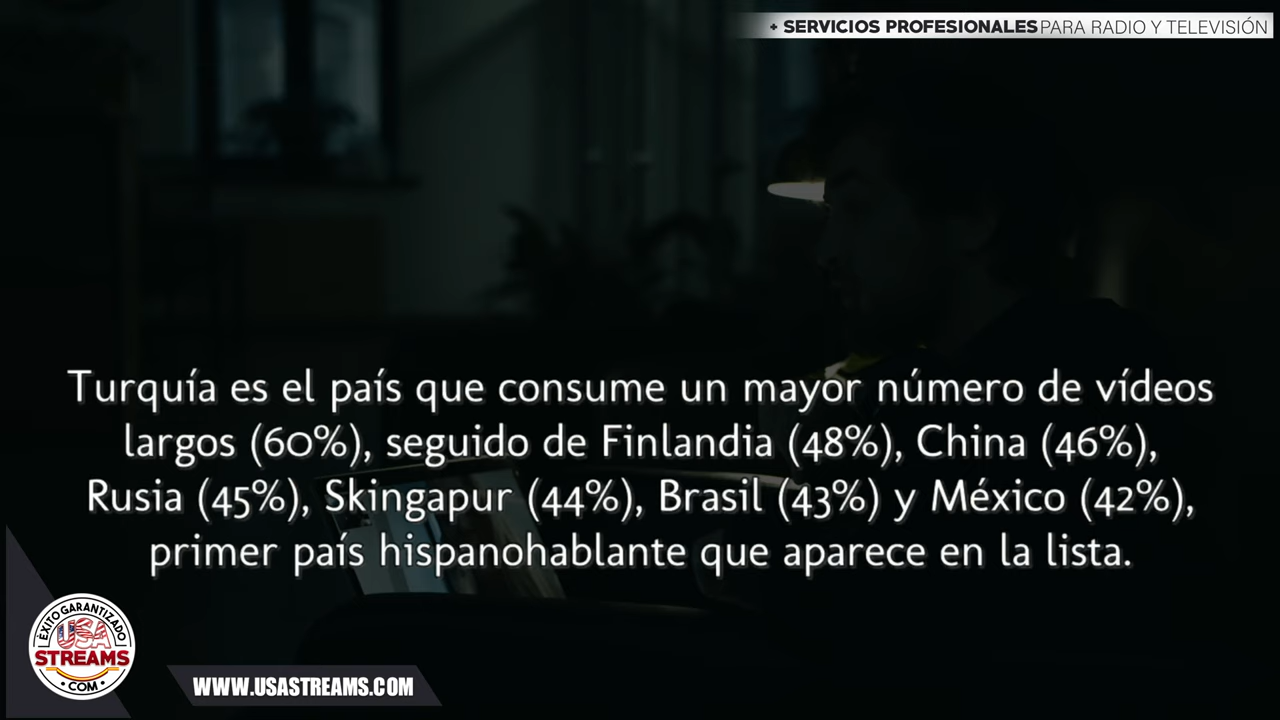 + SERVICIOS PROFESIONALES PARA RADIO Y TELEVISIÓN
Turquía es el país que consume un mayor número de vídeos
largos (60%), seguido de Finlandia (48%), China (46%),
Rusia (45%), Skingapur (44%), Brasil (43%) y México (42%),
primer país hispanohablante que aparece en la lista.
ÉXITO GARANTIZADO
USA
STREAMS
• COM •
WWW.USASTREAMS.COM